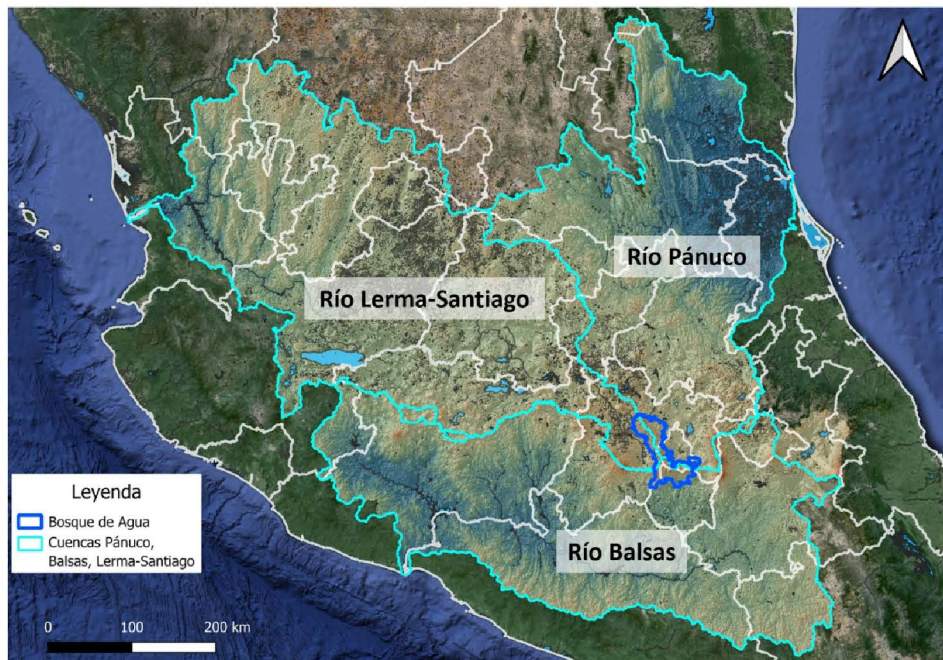 Río Pánuco
Río Lerma-Santiago
Río Balsas
Leyenda
Bosque de Agua
Cuencas Pánuco,
Balsas, Lerma-Santiago
0 100 200 km